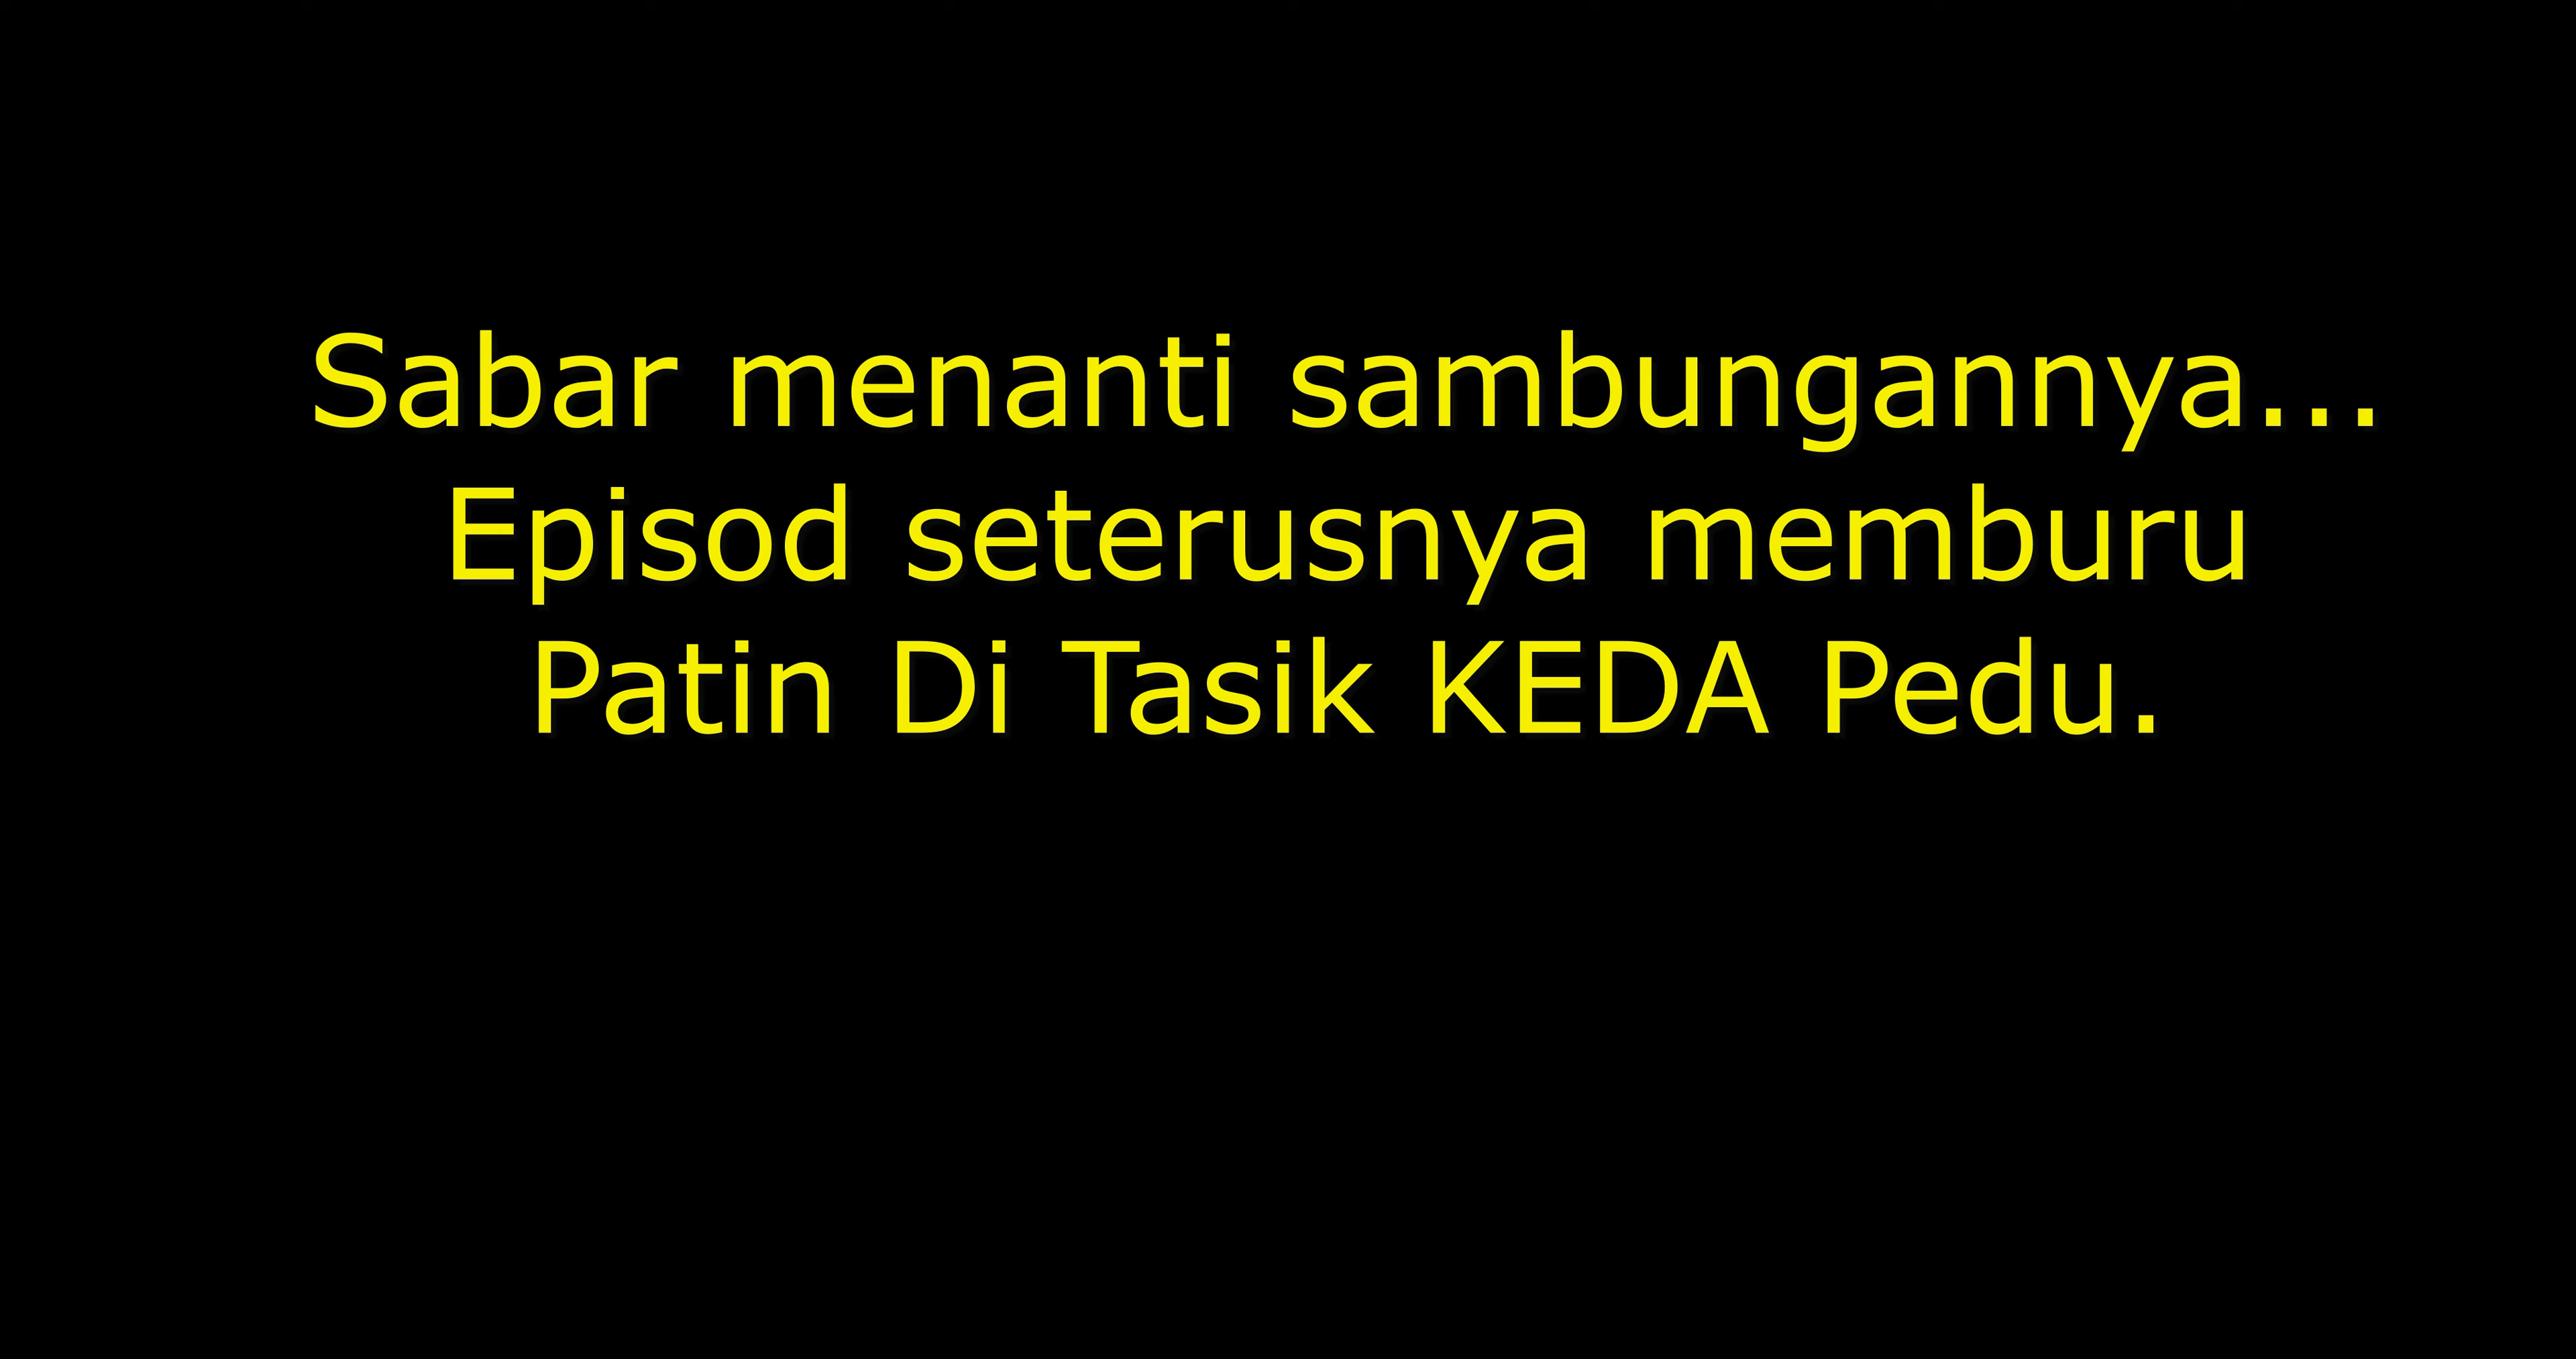 Sabar menanti sambungannya...
Episod seterusnya memburu
Patin Di Tasik KEDA Pedu.